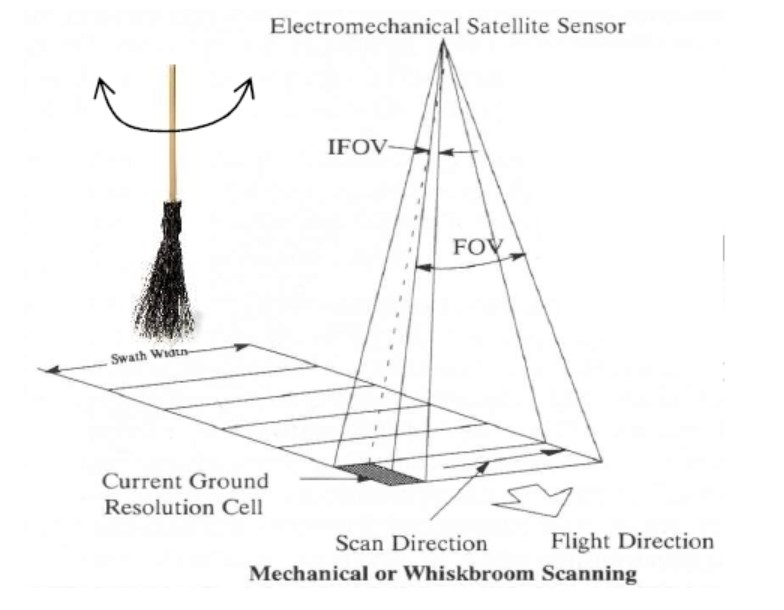 Electromechanical Satellite Sensor
IFOV
FOV
Swath Width
Current Ground
Resolution Cell
Scan Direction
Flight Direction
Mechanical or Whiskbroom Scanning